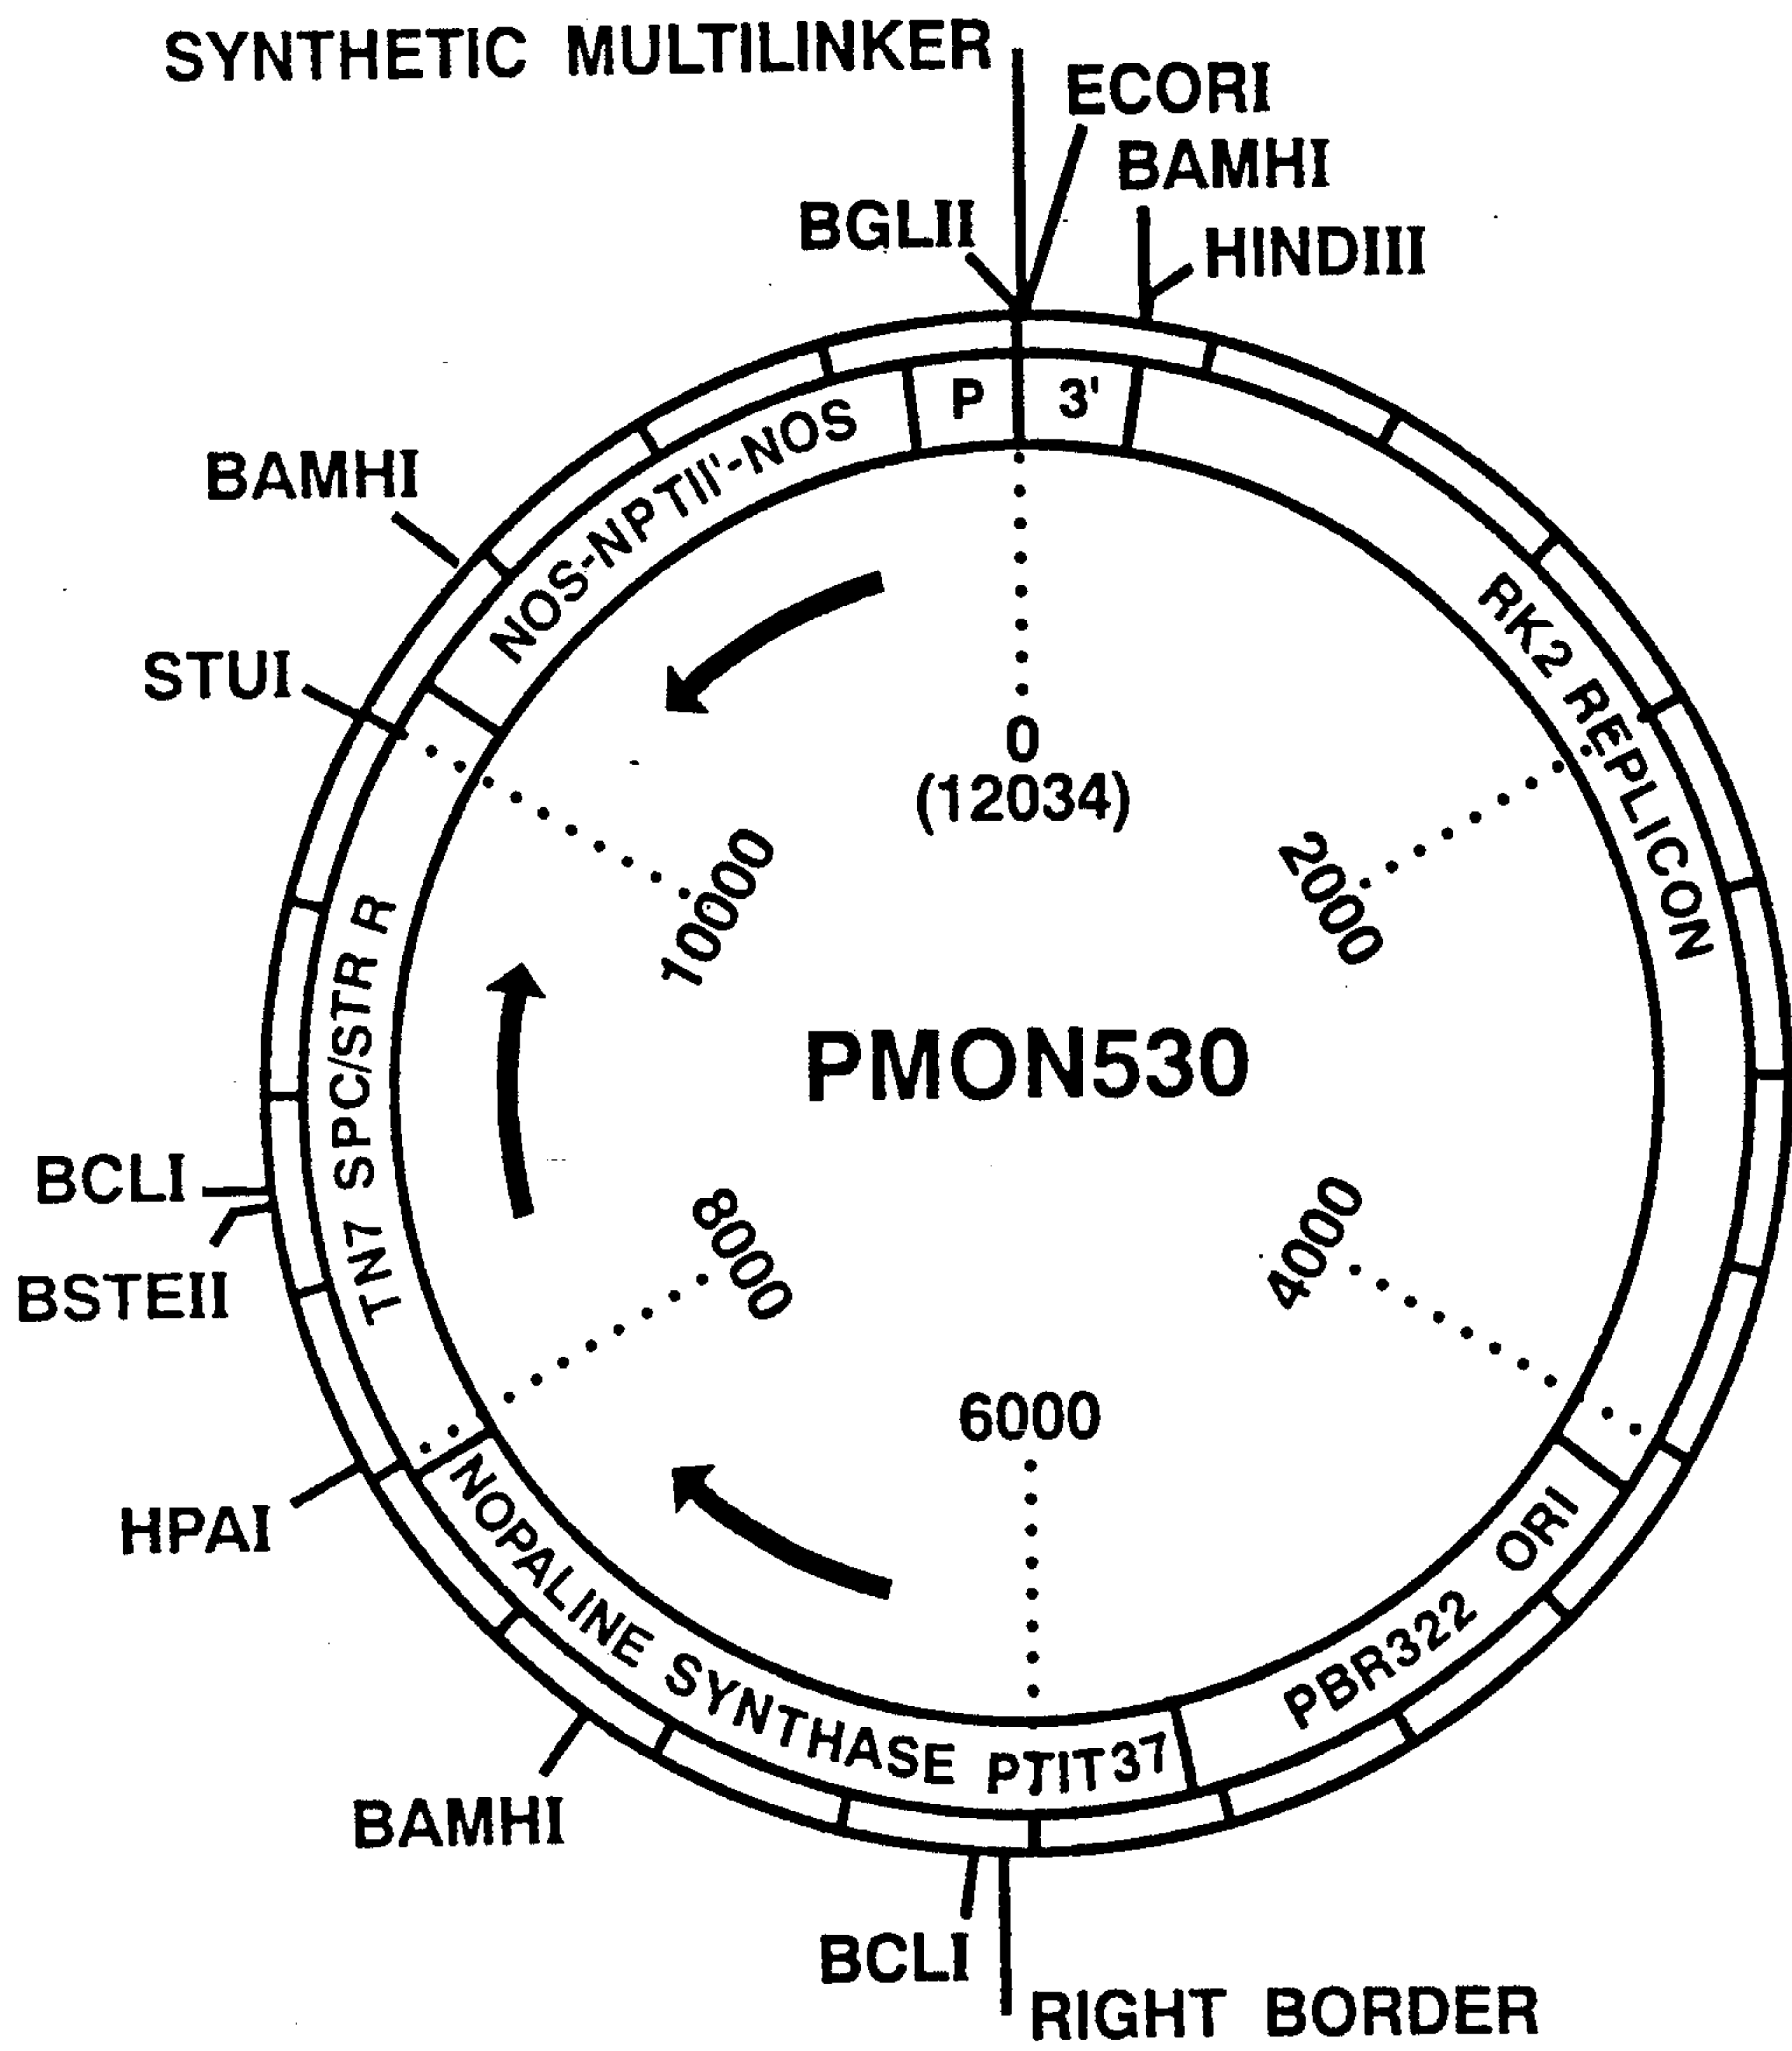 SYNTHETIC MULTILINKER
ECORI
BAMHI
BGLII
HINDIII
P
3'
NOS-NPTII'-NOS
BAMHI
STUI
RK2 REPLICON
0
(12034)
2000
10000
PMON530
TN7 SPC/STR R
BCLI
BSTEII
8000
4000
6000
HPAI
NOPALINE SYNTHASE PTIT37
PBR322 ORI
BAMHI
BCLI
RIGHT BORDER